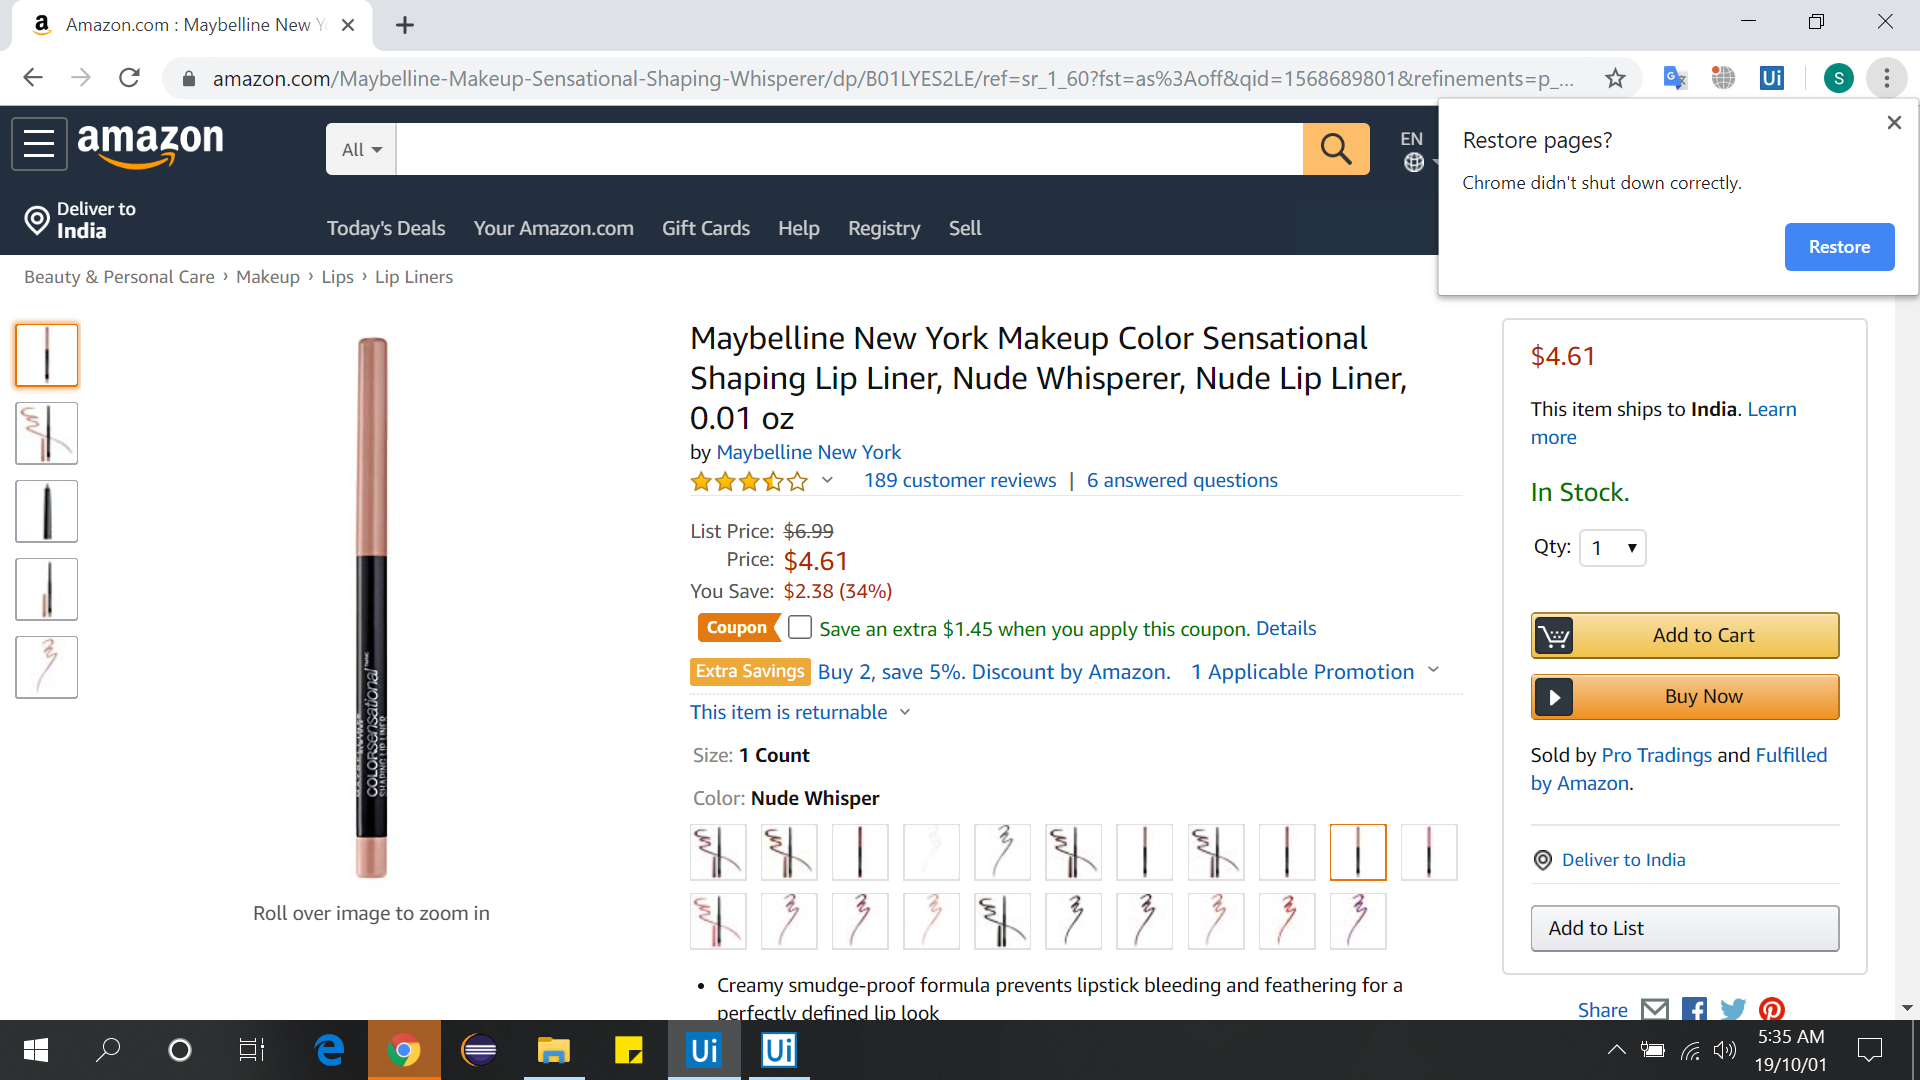 Amazon.com : Maybelline New Y
amazon.com/Maybelline-Makeup-Sensational-Shaping-Whisperer/dp/B01LYES2LE/ref=sr_1_60?fst=as%3Aoff&qid=1568689801&refinements=p_...
Ui
S
Restore pages?
Chrome didn't shut down correctly.
Restore
amazon
All
EN
Deliver to
India
Today's Deals
Your Amazon.com
Gift Cards
Help
Registry
Sell
Beauty & Personal Care › Makeup › Lips › Lip Liners
COLORsensational
SHAPING LIP LINER
Roll over image to zoom in
Maybelline New York Makeup Color Sensational
Shaping Lip Liner, Nude Whisperer, Nude Lip Liner,
0.01 oz
by Maybelline New York
189 customer reviews | 6 answered questions
List Price: $6.99
Price: $4.61
You Save: $2.38 (34%)
Coupon Save an extra $1.45 when you apply this coupon. Details
Extra Savings Buy 2, save 5%. Discount by Amazon. 1 Applicable Promotion
This item is returnable
Size: 1 Count
Color: Nude Whisper
• Creamy smudge-proof formula prevents lipstick bleeding and feathering for a
perfectly defined lip look
$4.61
This item ships to India. Learn
more
In Stock.
Qty: 1
Add to Cart
Buy Now
Sold by Pro Tradings and Fulfilled
by Amazon.
Deliver to India
Add to List
Share
Ui
Ui
5:35 AM
19/10/01